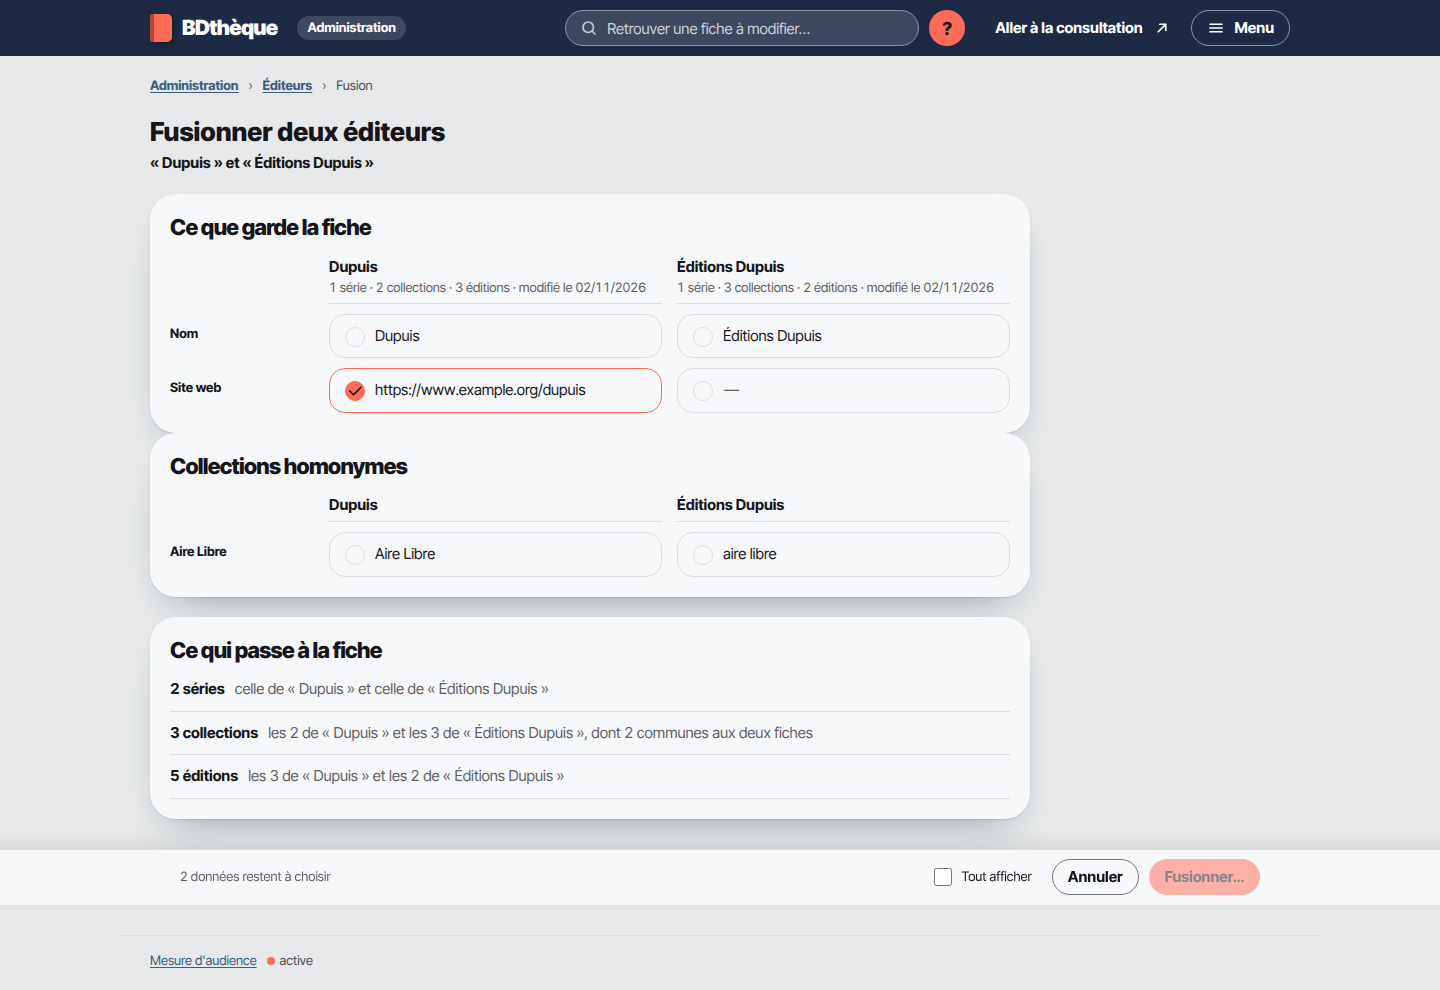 BDthèque
Administration
Retrouver une fiche à modifier...
?
Aller à la consultation
Menu
Administration › Éditeurs › Fusion
Fusionner deux éditeurs
« Dupuis » et « Éditions Dupuis »
Ce que garde la fiche
Dupuis
Éditions Dupuis
1 série · 2 collections · 3 éditions · modifié le 02/11/2026
1 série · 3 collections · 2 éditions · modifié le 02/11/2026
Nom
Dupuis
Éditions Dupuis
Site web
https://www.example.org/dupuis
—
Collections homonymes
Dupuis
Éditions Dupuis
Aire Libre
Aire Libre
aire libre
Ce qui passe à la fiche
2 séries celle de « Dupuis » et celle de « Éditions Dupuis »
3 collections les 2 de « Dupuis » et les 3 de « Éditions Dupuis », dont 2 communes aux deux fiches
5 éditions les 3 de « Dupuis » et les 2 de « Éditions Dupuis »
2 données restent à choisir
Tout afficher
Annuler
Fusionner...
Mesure d'audience
active